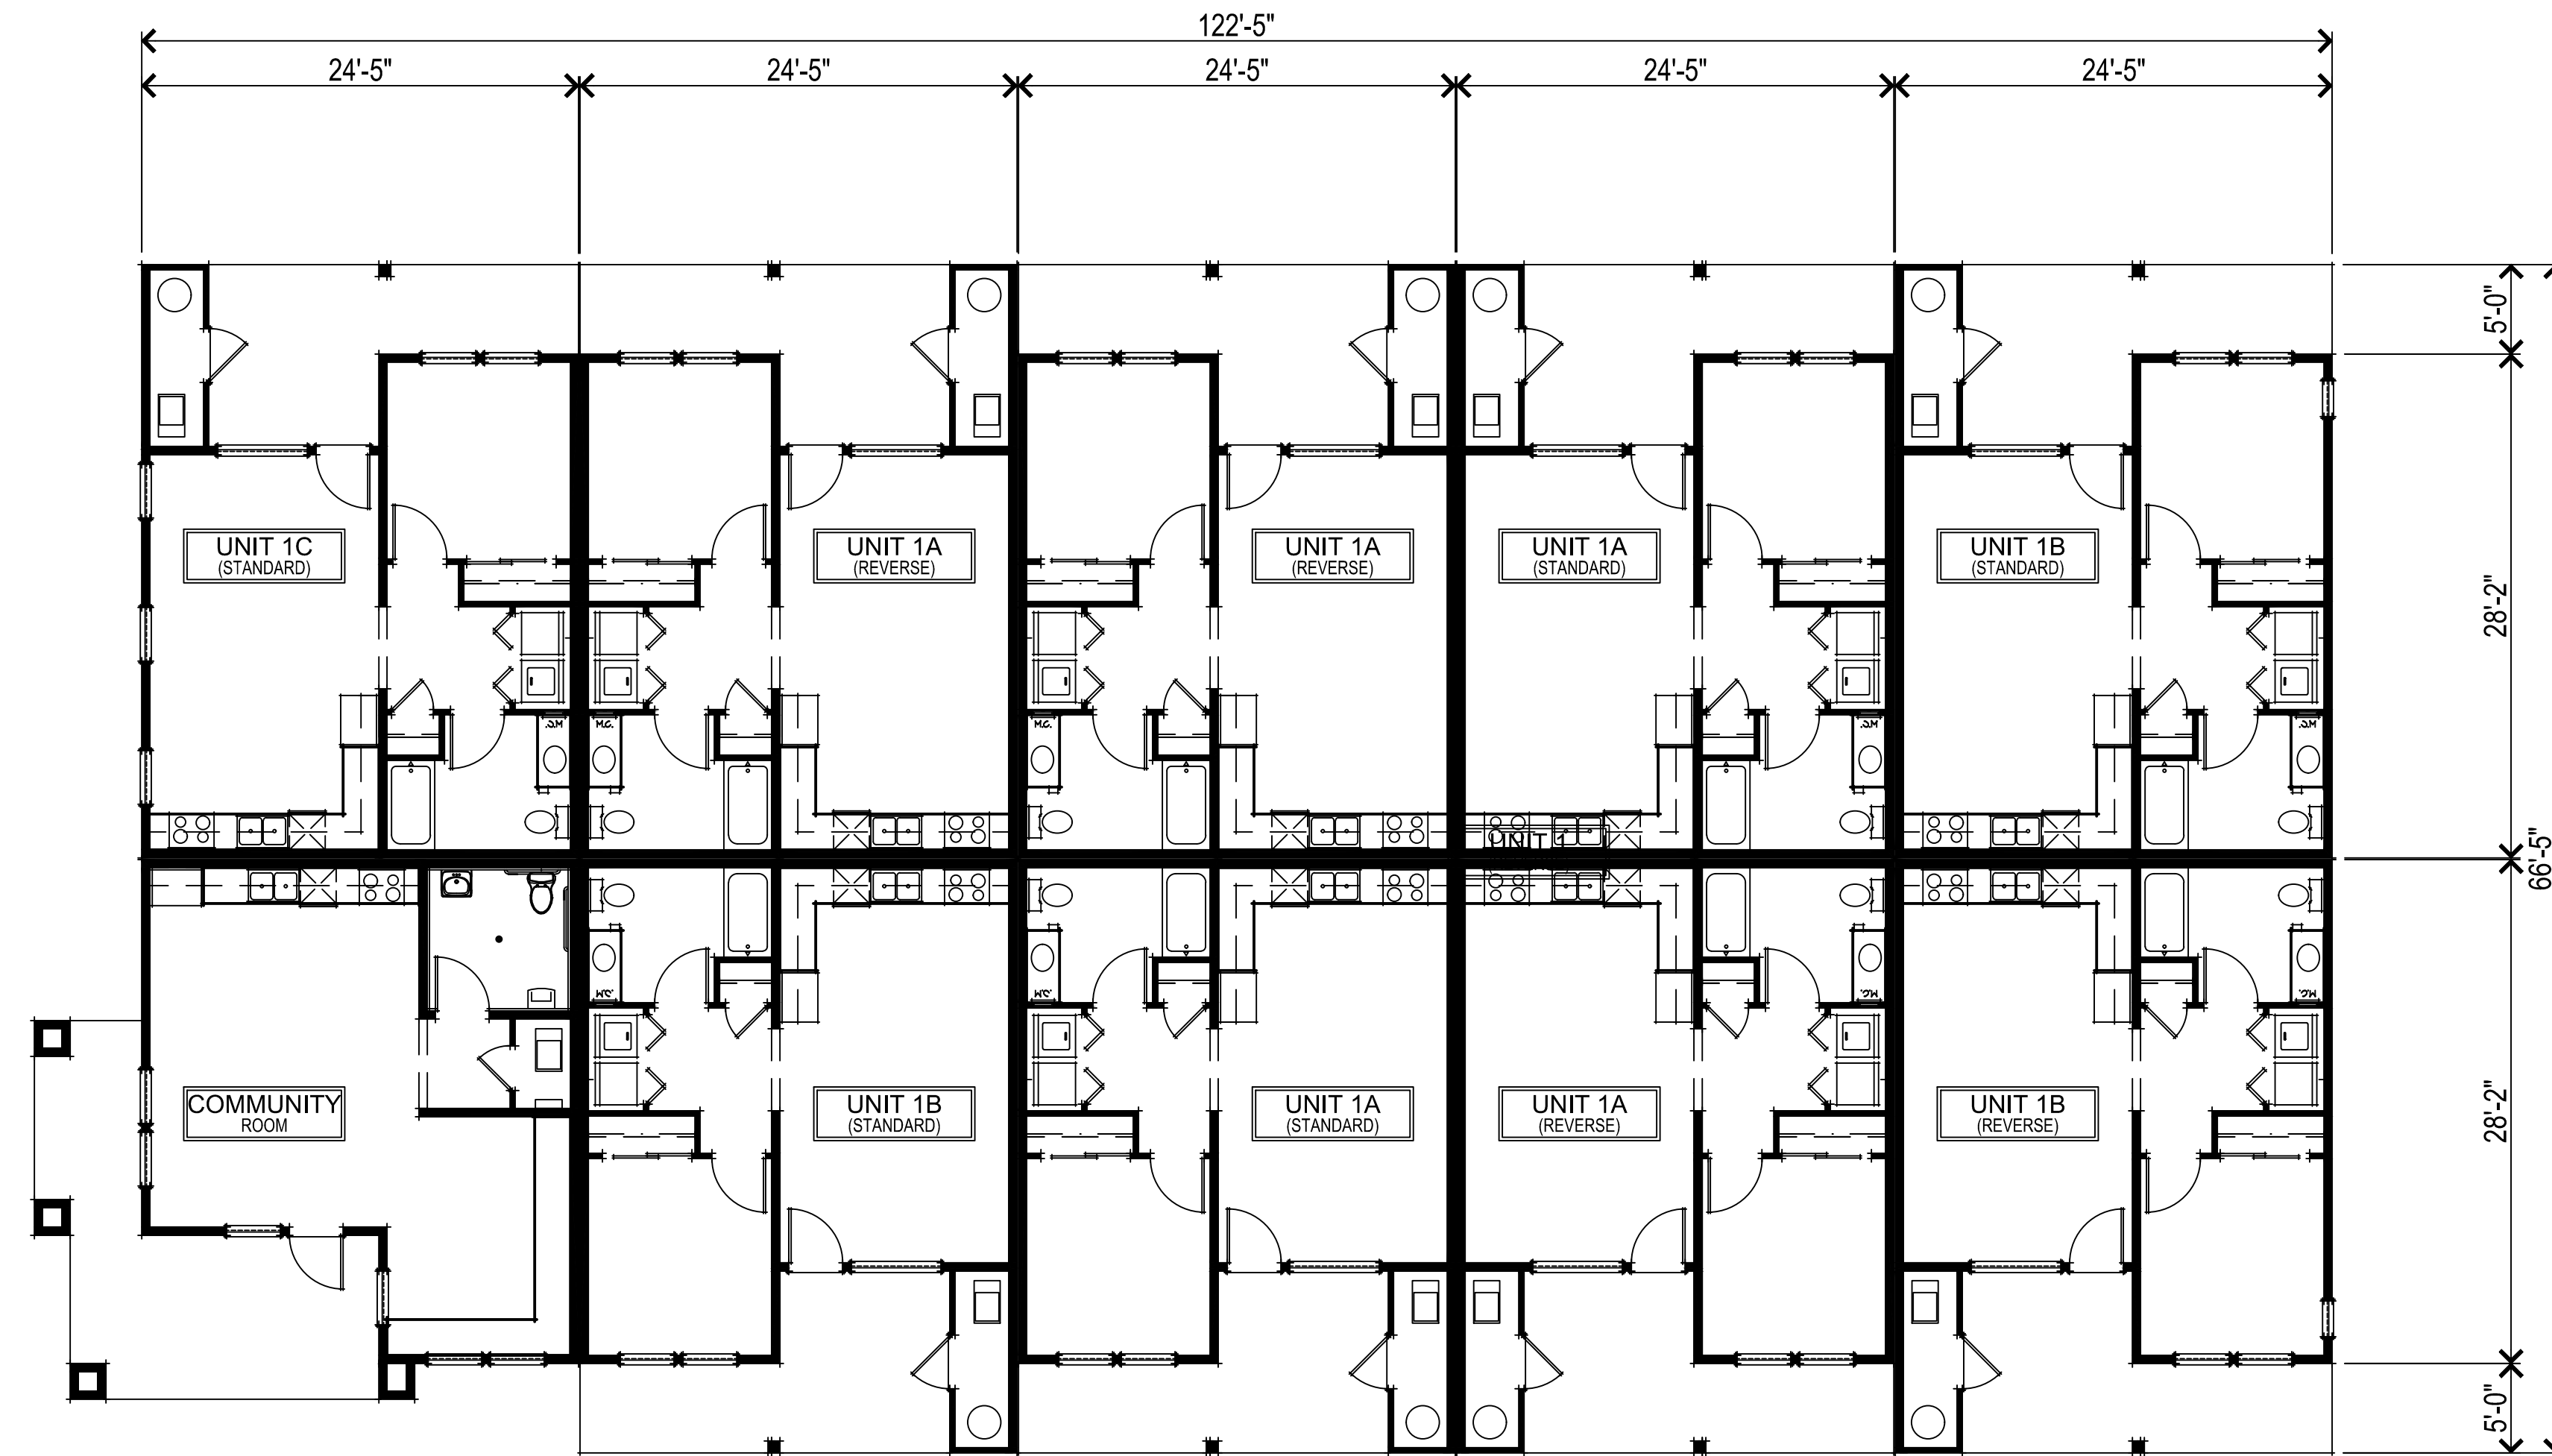 122'-5"
24'-5"
24'-5"
24'-5"
24'-5"
24'-5"
5'-0"
UNIT 1C
(STANDARD)
UNIT 1A
(REVERSE)
UNIT 1A
(REVERSE)
UNIT 1A
(STANDARD)
UNIT 1B
(STANDARD)
28'-2"
M.C.
M.C.
M.C.
M.C.
M.C.
UNIT 1
66'-5"
M.C.
M.C.
M.C.
M.C.
COMMUNITY
ROOM
UNIT 1B
(STANDARD)
UNIT 1A
(STANDARD)
UNIT 1A
(REVERSE)
UNIT 1B
(REVERSE)
28'-2"
5'-0"